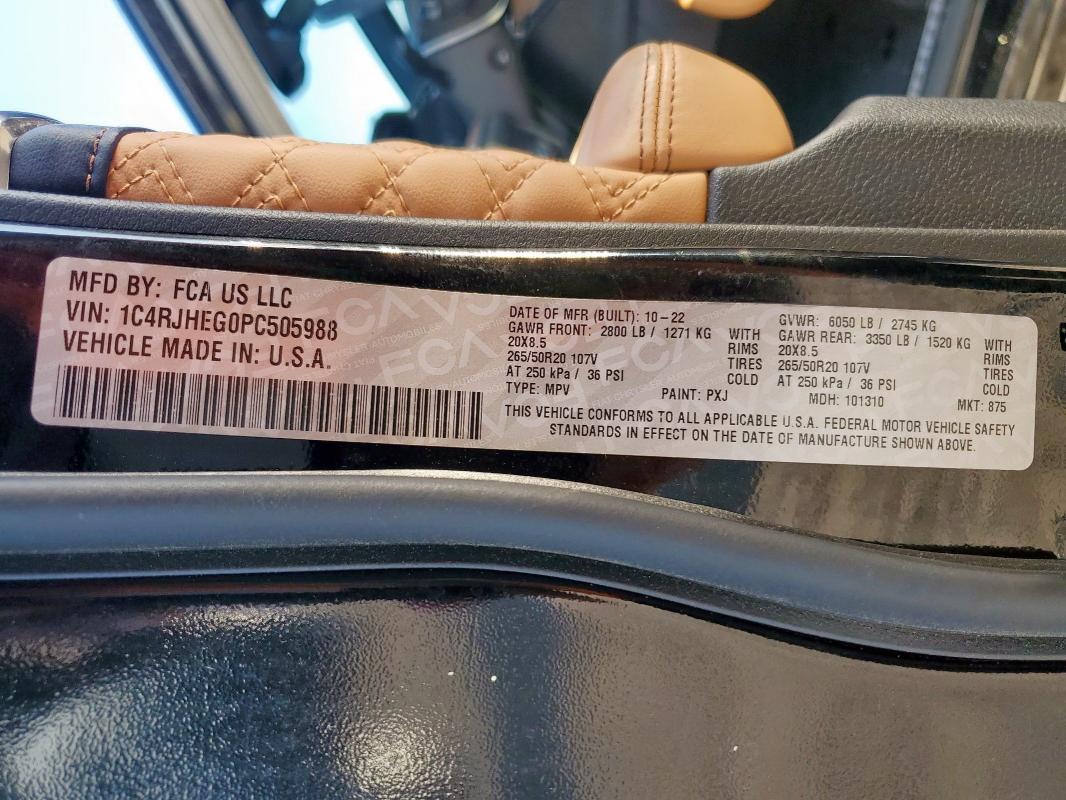 MFD BY: FCA US LLC
VIN: 1C4RJHEG0PC505988
VEHICLE MADE IN: U.S.A.
DATE OF MFR (BUILT): 10-22
GAWR FRONT: 2800 LB / 1271 KG WITH
20X8.5 RIMS
265/50R20 107V TIRES
AT 250 kPa / 36 PSI COLD
TYPE: MPV PAINT: PXJ
GVWR: 6050 LB / 2745 KG
GAWR REAR: 3350 LB / 1520 KG WITH
20X8.5 RIMS
265/50R20 107V TIRES
AT 250 kPa / 36 PSI COLD
MDH: 101310 MKT: 875
THIS VEHICLE CONFORMS TO ALL APPLICABLE U.S.A. FEDERAL MOTOR VEHICLE SAFETY
STANDARDS IN EFFECT ON THE DATE OF MANUFACTURE SHOWN ABOVE.